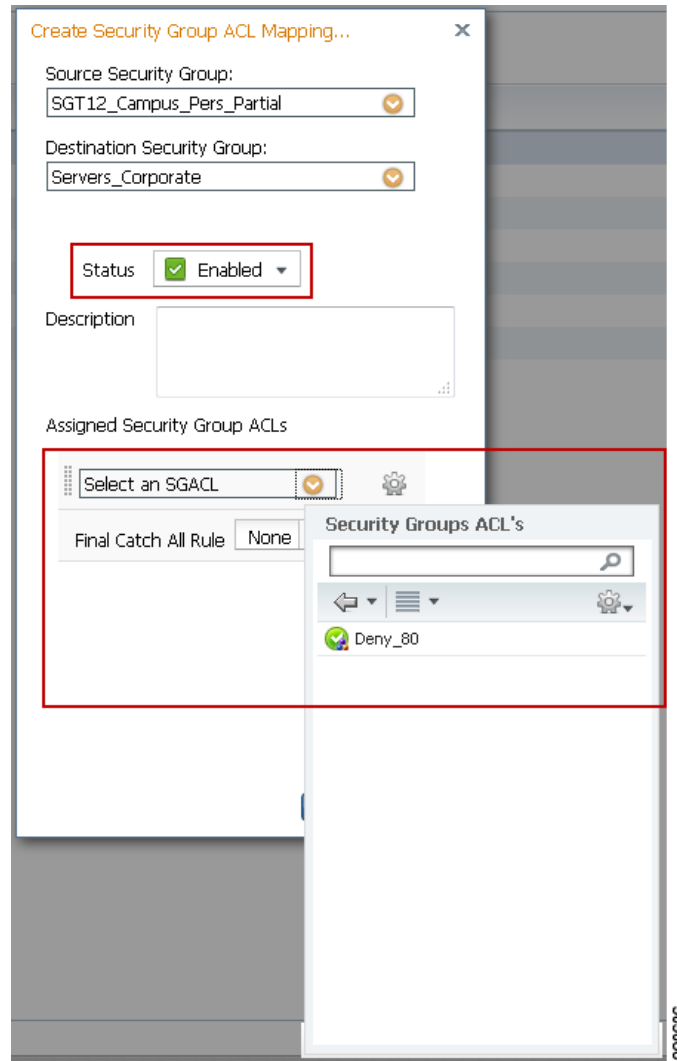 Create Security Group ACL Mapping...
Source Security Group:
SGT12_Campus_Pers_Partial
Destination Security Group:
Servers_Corporate
Status
Enabled
Description
Assigned Security Group ACLs
Select an SGACL
Final Catch All Rule
None
Security Groups ACL's
Deny_80